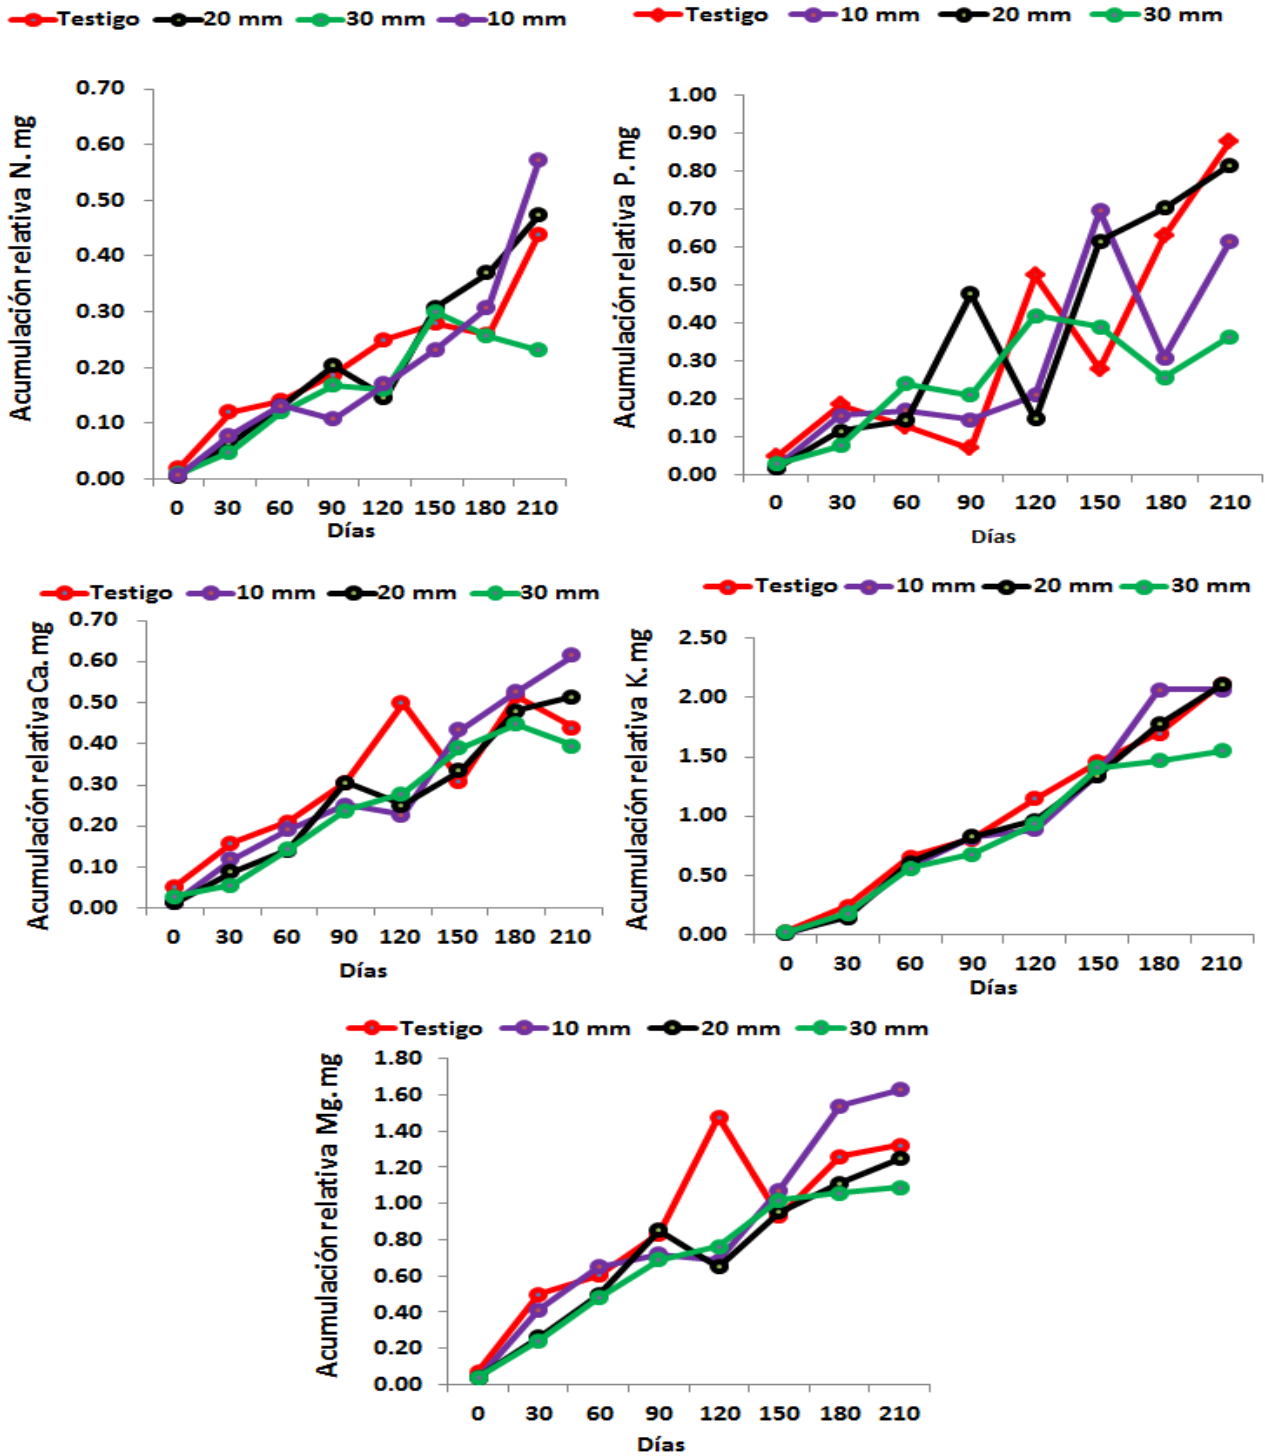 Testigo 20 mm 30 mm 10 mm
Acumulación relativa N. mg
0.70
0.60
0.50
0.40
0.30
0.20
0.10
0.00
0 30 60 90 120 150 180 210
Días
Testigo 10 mm 20 mm 30 mm
Acumulación relativa P. mg
1.00
0.90
0.80
0.70
0.60
0.50
0.40
0.30
0.20
0.10
0.00
0 30 60 90 120 150 180 210
Días
Testigo 10 mm 20 mm 30 mm
Acumulación relativa Ca. mg
0.70
0.60
0.50
0.40
0.30
0.20
0.10
0.00
0 30 60 90 120 150 180 210
Días
Testigo 10 mm 20 mm 30 mm
Acumulación relativa K. mg
2.50
2.00
1.50
1.00
0.50
0.00
0 30 60 90 120 150 180 210
Días
Testigo 10 mm 20 mm 30 mm
Acumulación relativa Mg. mg
1.80
1.60
1.40
1.20
1.00
0.80
0.60
0.40
0.20
0.00
0 30 60 90 120 150 180 210
Días